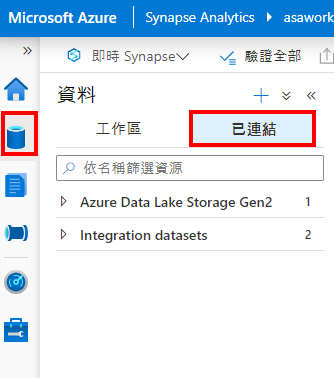 Microsoft Azure | Synapse Analytics ▸ asawork
» 即時 Synapse 驗證全部
資料
工作區 已連結
依名稱篩選資源
Azure Data Lake Storage Gen2 1
Integration datasets 2